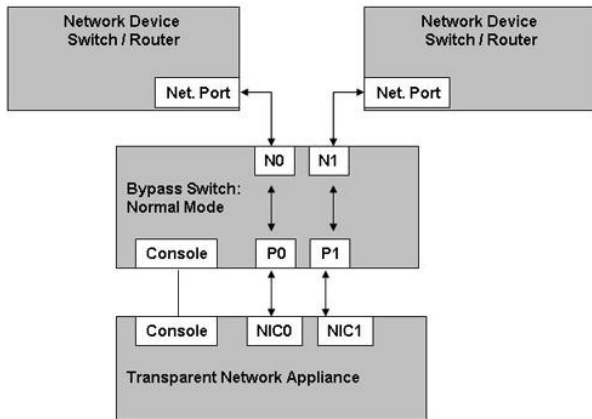 Network Device
Switch / Router
Network Device
Switch / Router
Net. Port
Net. Port
N0
N1
Bypass Switch:
Normal Mode
Console
P0
P1
Console
NIC0
NIC1
Transparent Network Appliance